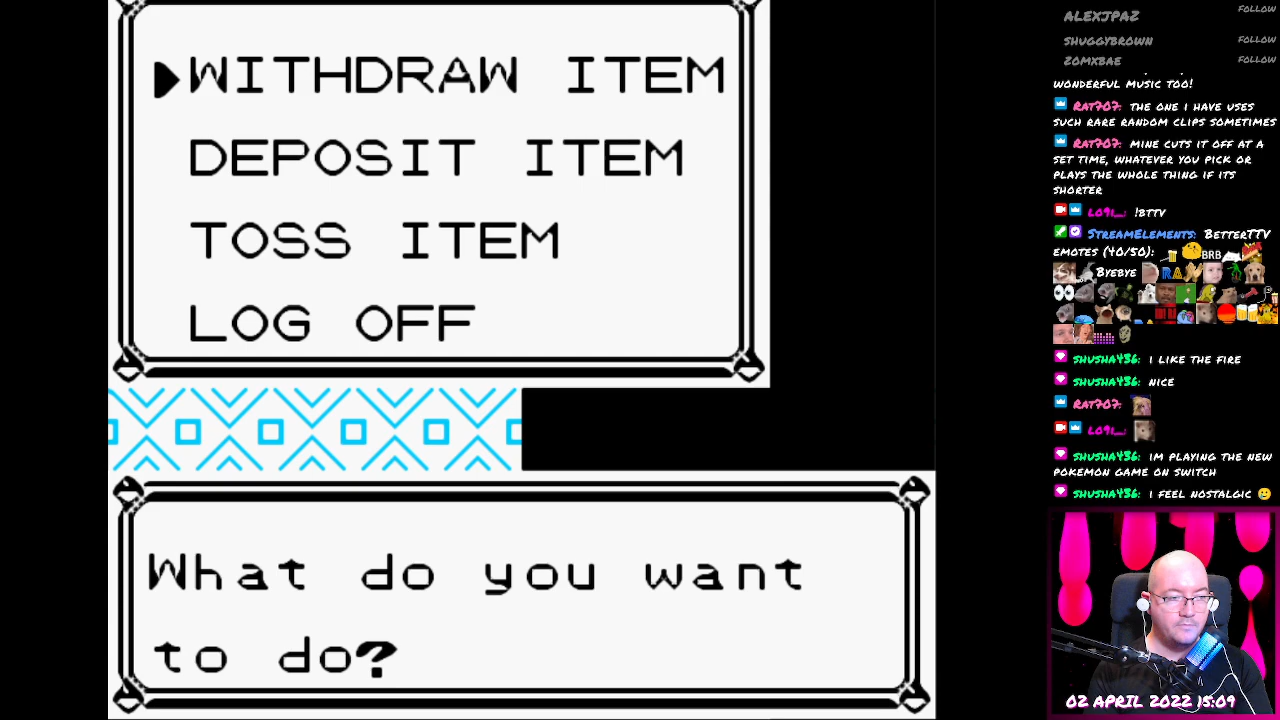 WITHDRAW ITEM
DEPOSIT ITEM
TOSS ITEM
LOG OFF
What do you want
to do?
ALEXJPAZ FOLLOW
SHUGGYBROWN FOLLOW
ZOMXBAE FOLLOW
WONDERFUL MUSIC TOO!
RAT707: THE ONE I HAVE USES
SUCH RARE RANDOM CLIPS SOMETIMES
RAT707: MINE CUTS IT OFF AT A
SET TIME, WHATEVER YOU PICK OR
PLAYS THE WHOLE THING IF ITS
SHORTER
LO9I_: !BTTV
STREAMELEMENTS: BETTERTTV
EMOTES (40/50): BRB
BYEBYE
SHUSHA436: I LIKE THE FIRE
SHUSHA436: NICE
RAT707:
LO9I_:
SHUSHA436: IM PLAYING THE NEW
POKEMON GAME ON SWITCH
SHUSHA436: I FEEL NOSTALGIC 🥲
02 APRIL 2022 15:09